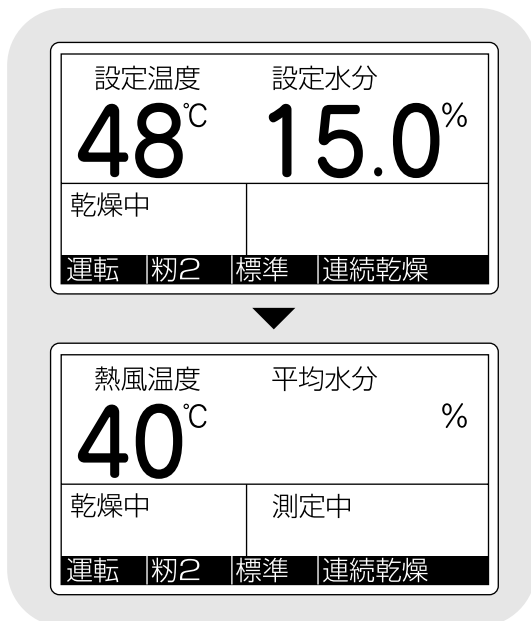 設定温度 設定水分
48℃ 15.0%
乾燥中
運転 籾2 標準 連続乾燥
熱風温度 平均水分
40℃ %
乾燥中 測定中
運転 籾2 標準 連続乾燥